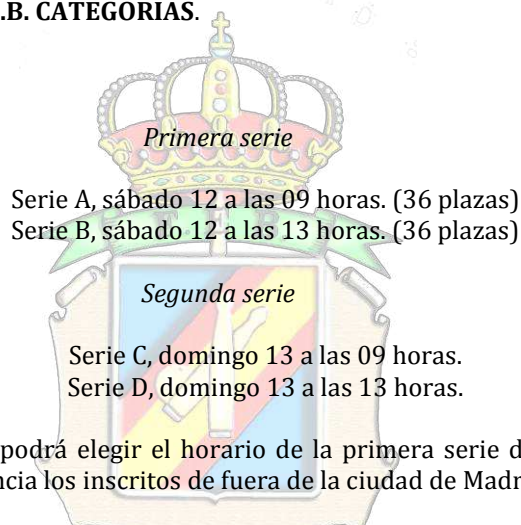 .B. CATEGORIAS.
Primera serie
Serie A, sábado 12 a las 09 horas. (36 plazas)
Serie B, sábado 12 a las 13 horas. (36 plazas)
Segunda serie
Serie C, domingo 13 a las 09 horas.
Serie D, domingo 13 a las 13 horas.
podrá elegir el horario de la primera serie d
ncia los inscritos de fuera de la ciudad de Madr